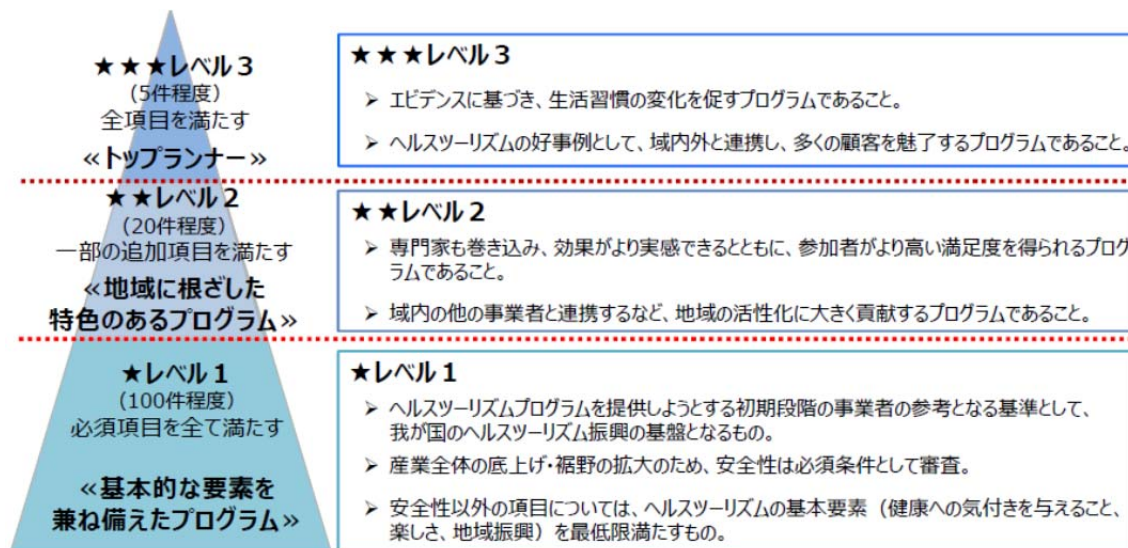 ★★★レベル3
(5件程度)
全項目を満たす
≪トップランナー≫
★★★レベル3
➢ エビデンスに基づき、生活習慣の変化を促すプログラムであること。
➢ ヘルスツーリズムの好事例として、域内外と連携し、多くの顧客を魅了するプログラムであること。
★★レベル2
(20件程度)
一部の追加項目を満たす
≪地域に根ざした
特色のあるプログラム≫
★★レベル2
➢ 専門家も巻き込み、効果がより実感できるとともに、参加者がより高い満足度を得られるプログ
ラムであること。
➢ 域内の他の事業者と連携するなど、地域の活性化に大きく貢献するプログラムであること。
★レベル1
(100件程度)
必須項目を全て満たす
≪基本的な要素を
兼ね備えたプログラム≫
★レベル1
➢ ヘルスツーリズムプログラムを提供しようとする初期段階の事業者の参考となる基準として、
我が国のヘルスツーリズム振興の基盤となるもの。
➢ 産業全体の底上げ・裾野の拡大のため、安全性は必須条件として審査。
➢ 安全性以外の項目については、ヘルスツーリズムの基本要素（健康への気付きを与えること、
楽しさ、地域振興）を最低限満たすもの。